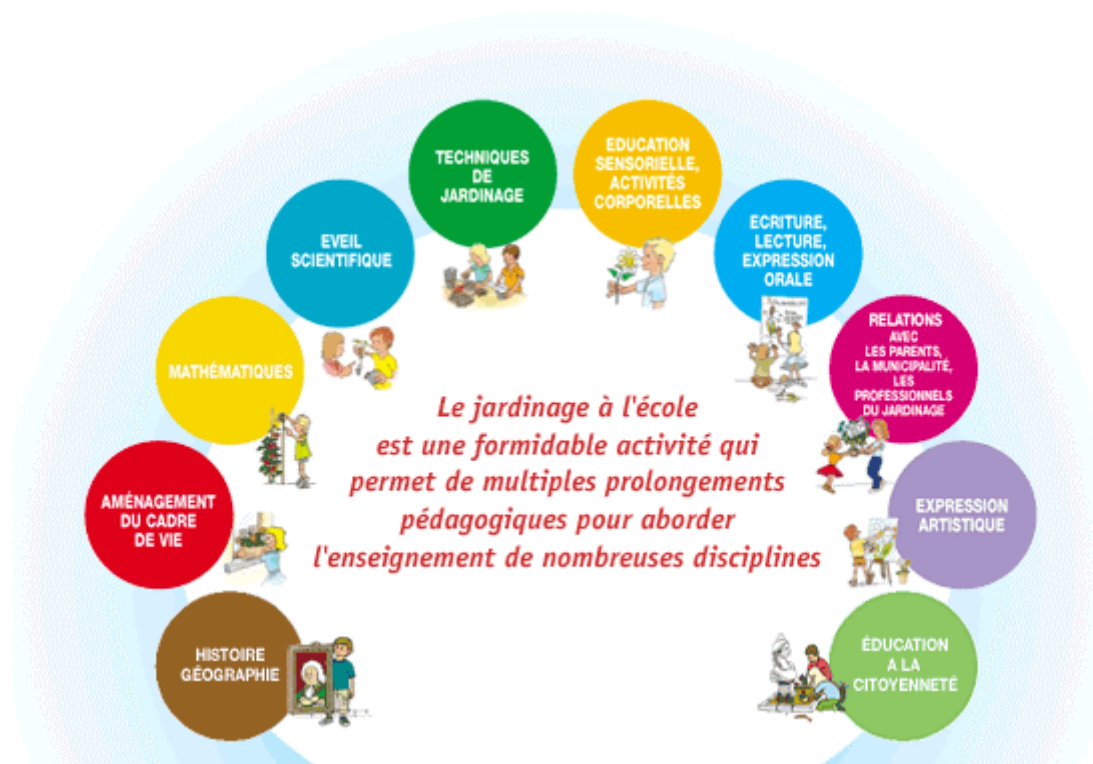 TECHNIQUES
DE
JARDINAGE
EDUCATION
SENSORIELLE,
ACTIVITÉS
CORPORELLES
EVEIL
SCIENTIFIQUE
ECRITURE,
LECTURE,
EXPRESSION
ORALE
MATHÉMATIQUES
RELATIONS
AVEC
LES PARENTS,
LA MUNICIPALITÉ,
LES
PROFESSIONNELS
DU JARDINAGE
Le jardinage à l'école
est une formidable activité qui
permet de multiples prolongements
pédagogiques pour aborder
l'enseignement de nombreuses disciplines
AMÉNAGEMENT
DU CADRE
DE VIE
EXPRESSION
ARTISTIQUE
HISTOIRE
GÉOGRAPHIE
ÉDUCATION
A LA
CITOYENNETÉ